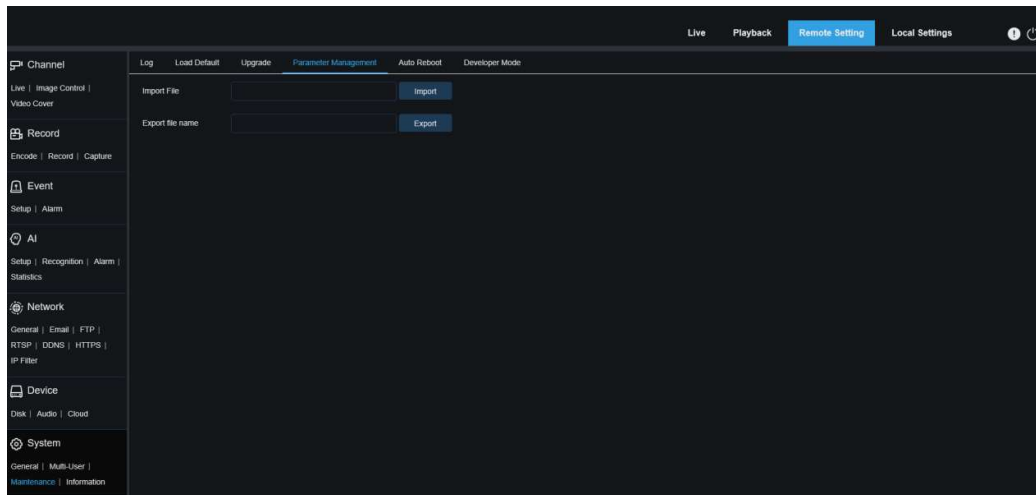 Live Playback Remote Setting Local Settings
Channel
Live | Image Control |
Video Cover
Record
Encode | Record | Capture
Event
Setup | Alarm
AI
Setup | Recognition | Alarm |
Statistics
Network
General | Email | FTP |
RTSP | DDNS | HTTPS |
IP Filter
Device
Disk | Audio | Cloud
System
General | Multi-User |
Maintenance | Information
Log Load Default Upgrade Parameter Management Auto Reboot Developer Mode
Import File Import
Export file name Export